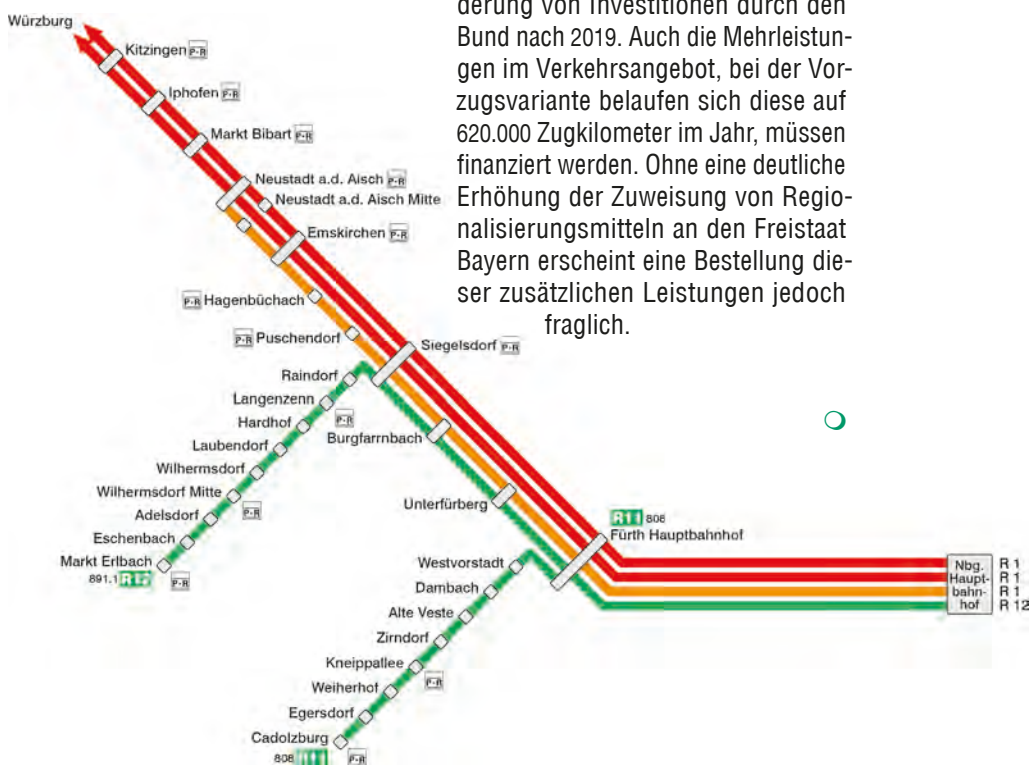 derung von Investitionen durch den
Bund nach 2019. Auch die Mehrleistun-
gen im Verkehrsangebot, bei der Vor-
zugsvariante belaufen sich diese auf
620.000 Zugkilometer im Jahr, müssen
finanziert werden. Ohne eine deutliche
Erhöhung der Zuweisung von Regio-
nalisierungsmitteln an den Freistaat
Bayern erscheint eine Bestellung die-
ser zusätzlichen Leistungen jedoch
fraglich.
Würzburg
Kitzingen P+R
Iphofen P+R
Markt Bibart P+R
Neustadt a.d. Aisch P+R
Neustadt a.d. Aisch Mitte
Emskirchen P+R
P+R Hagenbüchach
P+R Puschendorf
Siegelsdorf P+R
Raindorf
Langenzenn
P+R
Hardhof
Burgfarrnbach
Laubendorf
Wilhermsdorf
Wilhermsdorf Mitte
P+R
Adelsdorf
Eschenbach
Markt Erlbach
891.1 R12 P+R
Unterfürberg
R11 808
Fürth Hauptbahnhof
Westvorstadt
Dambach
Alte Veste
Zirndorf
Kneippallee
P+R
Weiherhof
Egersdorf
Cadolzburg
808 R11 P+R
Nbg.
Haupt-
bahn-
hof
R 1
R 1
R 1
R 12